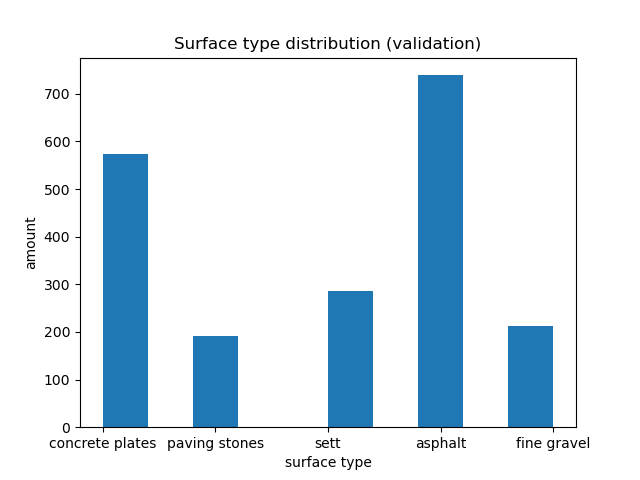 Surface type distribution (validation)
700
600
500
400
300
200
100
0
amount
concrete plates paving stones sett asphalt fine gravel
surface type